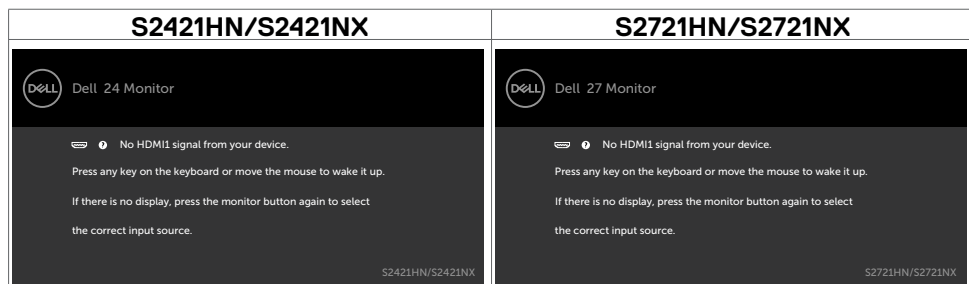 S2421HN/S2421NX
S2721HN/S2721NX
DELL
Dell 24 Monitor
No HDMI1 signal from your device.
Press any key on the keyboard or move the mouse to wake it up.
If there is no display, press the monitor button again to select
the correct input source.
S2421HN/S2421NX
DELL
Dell 27 Monitor
No HDMI1 signal from your device.
Press any key on the keyboard or move the mouse to wake it up.
If there is no display, press the monitor button again to select
the correct input source.
S2721HN/S2721NX